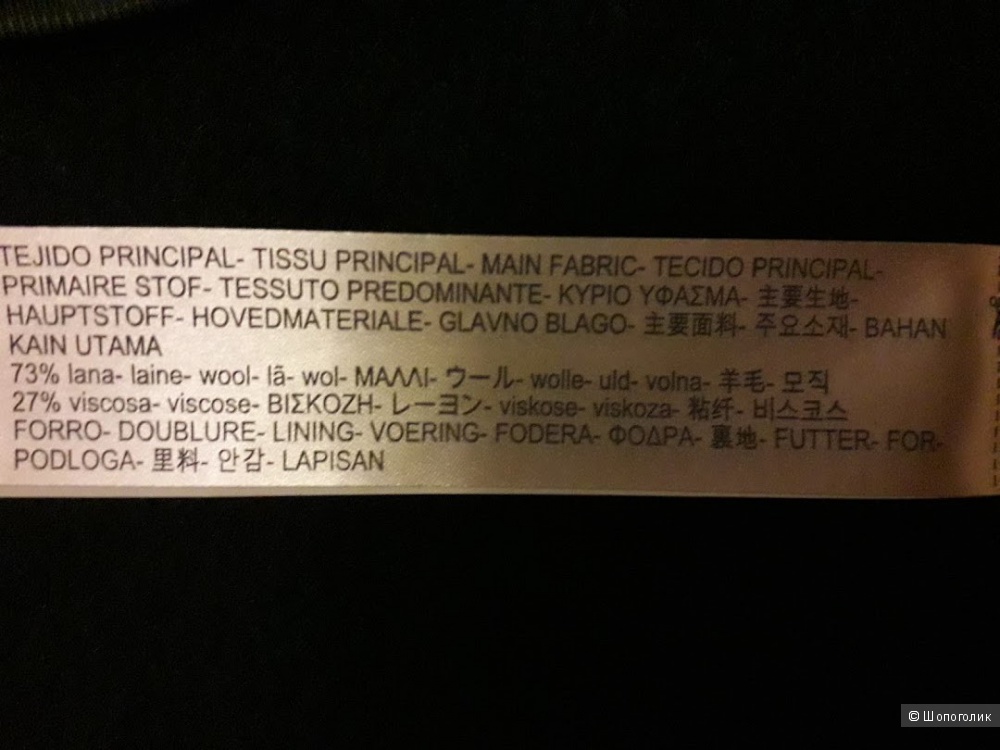 TEJIDO PRINCIPAL- TISSU PRINCIPAL- MAIN FABRIC- TECIDO PRINCIPAL-
PRIMAIRE STOF- TESSUTO PREDOMINANTE- ΚΥΡΙΟ ΥΦΑΣΜΑ- 主要生地-
HAUPTSTOFF- HOVEDMATERIALE- GLAVNO BLAGO- 主要面料- 주요소재- BAHAN
KAIN UTAMA
73% lana- laine- wool- lã- wol- ΜΑΛΛΙ- ウール- wolle- uld- volna- 羊毛- 모직
27% viscosa- viscose- ΒΙΣΚΟΖΗ- レーヨン- viskose- viskoza- 粘纤- 비스코스
FORRO- DOUBLURE- LINING- VOERING- FODERA- ΦΟΔΡΑ- 裏地- FUTTER- FOR-
PODLOGA- 里料- 안감- LAPISAN
© Шопоголик